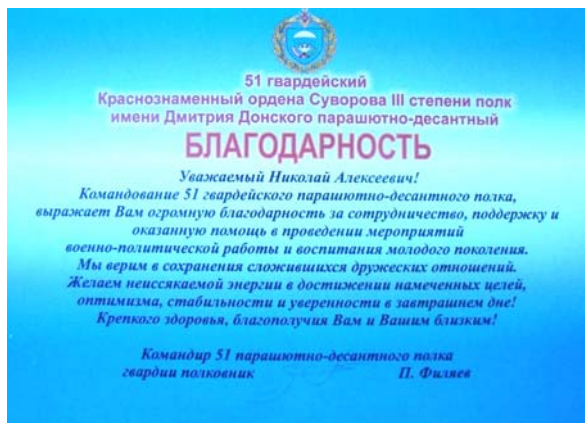 51 гвардейский
Краснознаменный ордена Суворова III степени полк
имени Дмитрия Донского парашютно-десантный
БЛАГОДАРНОСТЬ
Уважаемый Николай Алексеевич!
Командование 51 гвардейского парашютно-десантного полка,
выражает Вам огромную благодарность за сотрудничество, поддержку и
оказанную помощь в проведении мероприятий
военно-политической работы и воспитания молодого поколения.
Мы верим в сохранения сложившихся дружеских отношений.
Желаем неиссякаемой энергии в достижении намеченных целей,
оптимизма, стабильности и уверенности в завтрашнем дне!
Крепкого здоровья, благополучия Вам и Вашим близким!
Командир 51 парашютно-десантного полка
гвардии полковник П. Филяев